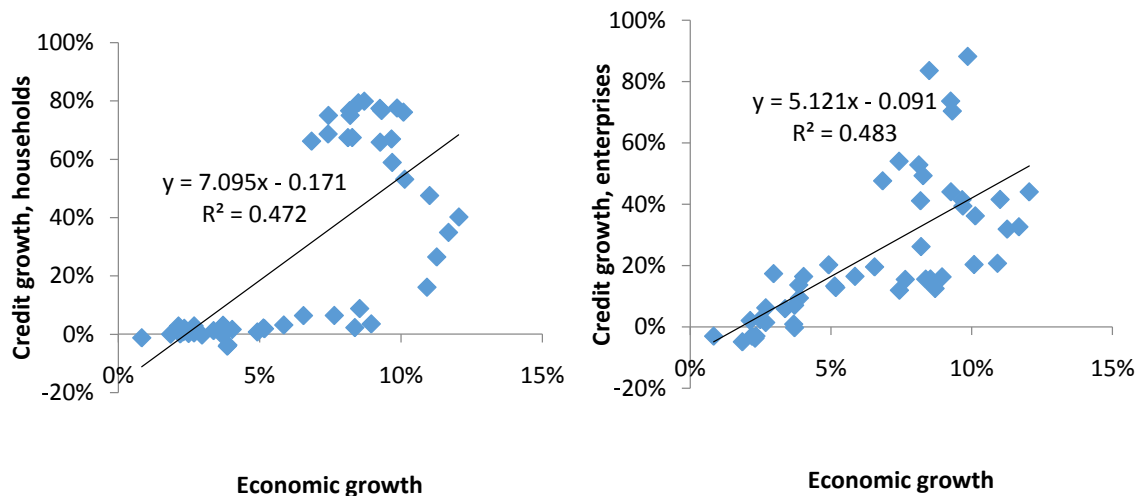 Credit growth, households
100%
80%
60%
40%
20%
0%
-20%
0%
5%
10%
15%
y = 7.095x - 0.171
R² = 0.472
Economic growth
Credit growth, enterprises
100%
80%
60%
40%
20%
0%
-20%
0%
5%
10%
15%
y = 5.121x - 0.091
R² = 0.483
Economic growth